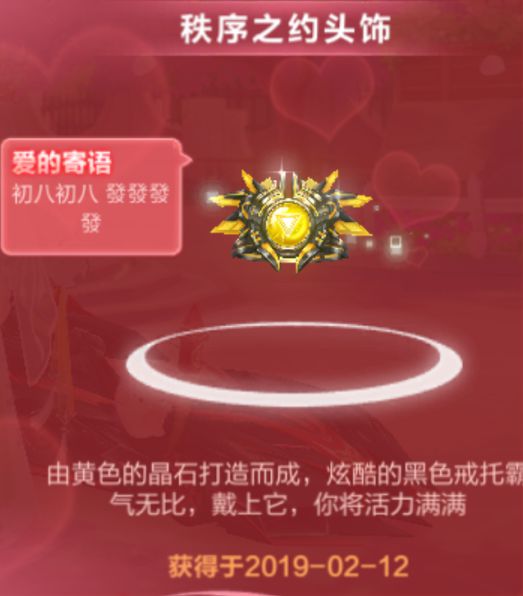 秩序之约头饰
爱的寄语
初八初八 發發發
發
由黄色的晶石打造而成，炫酷的黑色戒托霸
气无比，戴上它，你将活力满满
获得于2019-02-12